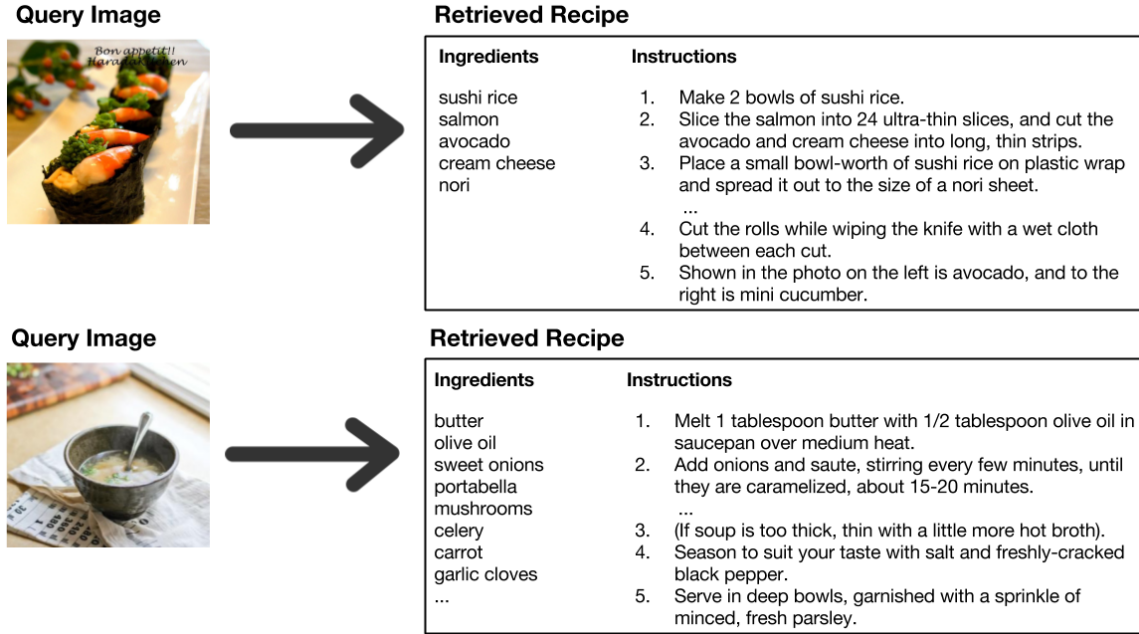 Query Image
Retrieved Recipe
Bon appetit!!
Ingredients
Instructions
sushi rice
salmon
avocado
cream cheese
nori
1. Make 2 bowls of sushi rice.
2. Slice the salmon into 24 ultra-thin slices, and cut the
avocado and cream cheese into long, thin strips.
3. Place a small bowl-worth of sushi rice on plastic wrap
and spread it out to the size of a nori sheet.
...
4. Cut the rolls while wiping the knife with a wet cloth
between each cut.
5. Shown in the photo on the left is avocado, and to the
right is mini cucumber.
Query Image
Retrieved Recipe
Ingredients
Instructions
butter
olive oil
sweet onions
portabella
mushrooms
celery
carrot
garlic cloves
...
1. Melt 1 tablespoon butter with 1/2 tablespoon olive oil in
saucepan over medium heat.
2. Add onions and saute, stirring every few minutes, until
they are caramelized, about 15-20 minutes.
...
3. (If soup is too thick, thin with a little more hot broth).
4. Season to suit your taste with salt and freshly-cracked
black pepper.
5. Serve in deep bowls, garnished with a sprinkle of
minced, fresh parsley.